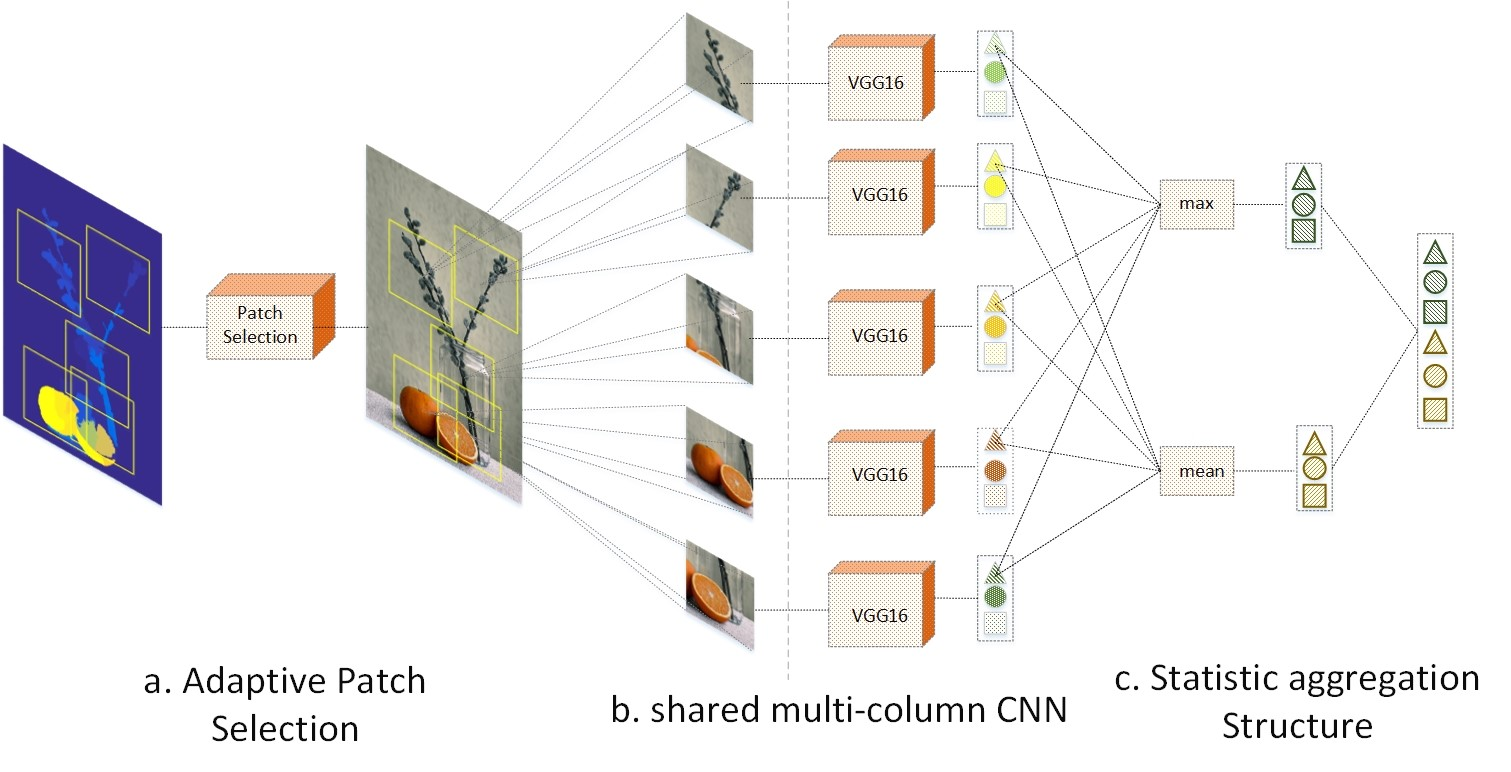 VGG16
VGG16
max
Patch
Selection
VGG16
VGG16
mean
VGG16
a. Adaptive Patch
Selection
b. shared multi-column CNN
c. Statistic aggregation
Structure